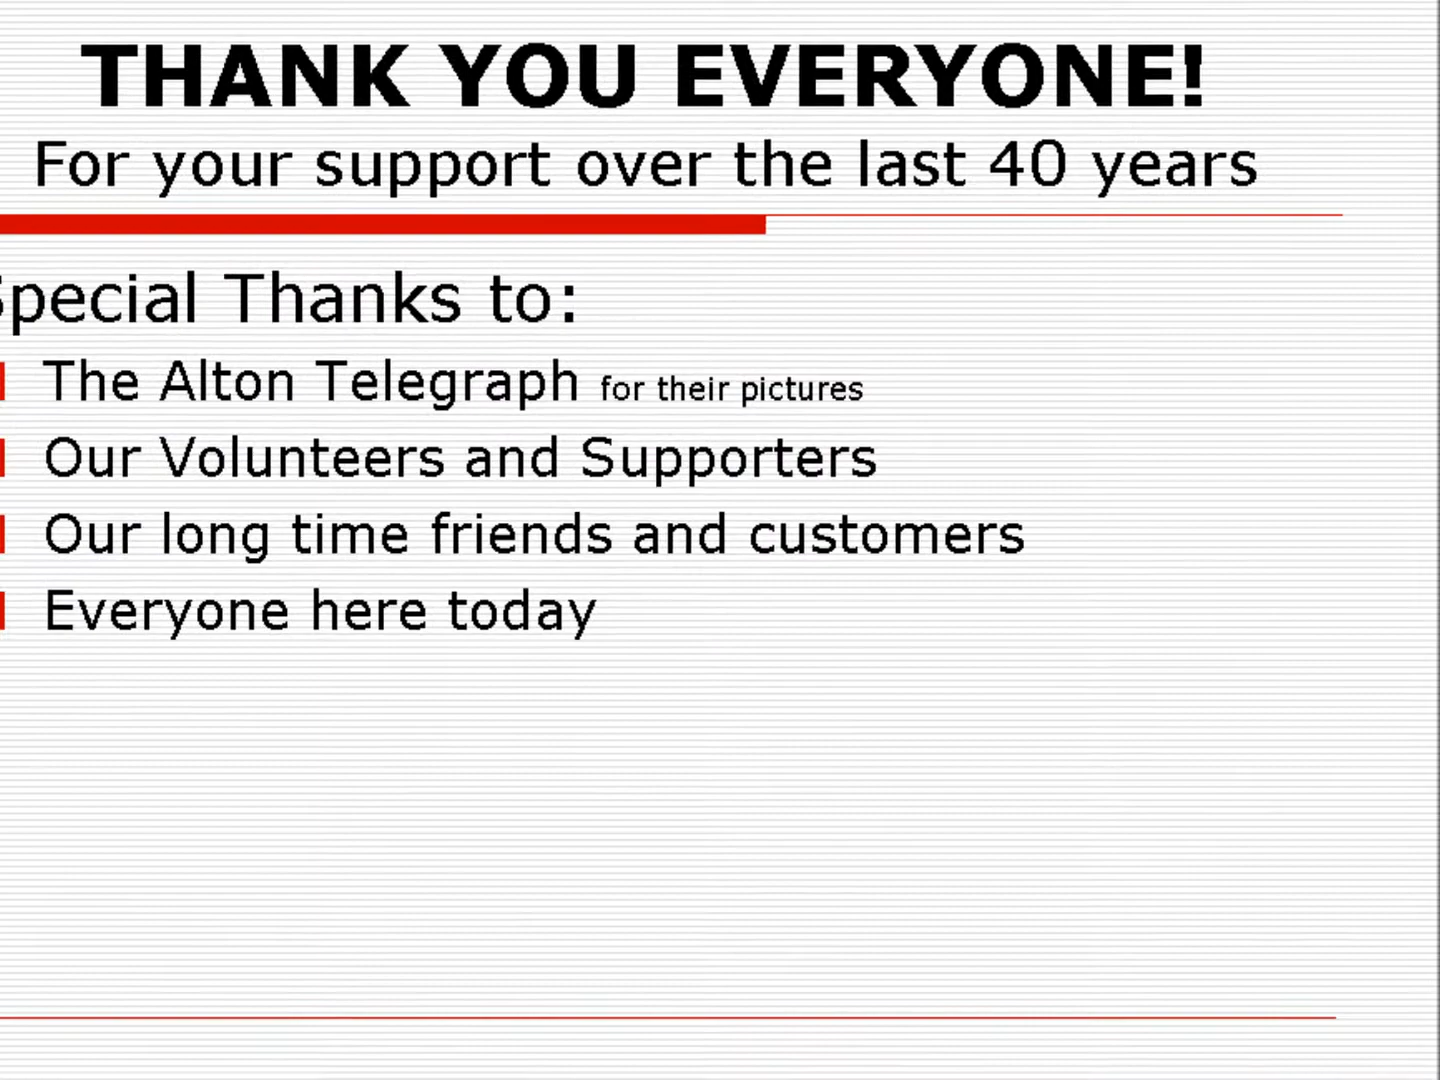 THANK YOU EVERYONE!
For your support over the last 40 years
Special Thanks to:
The Alton Telegraph for their pictures
Our Volunteers and Supporters
Our long time friends and customers
Everyone here today